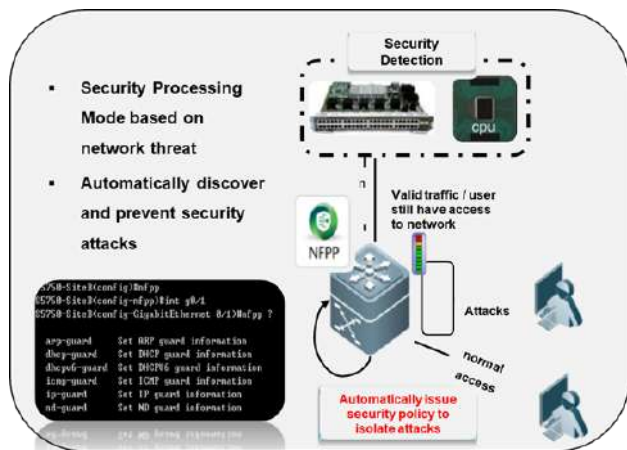 Security
Detection
▪ Security Processing
Mode based on
network threat
▪ Automatically discover
and prevent security
attacks
cpu
n
Valid traffic / user
still have access
to network
NFPP
Attacks
normal
access
Automatically issue
security policy to
isolate attacks
S5750-Site3(config)#nfpp
S5750-Site3(config-nfpp)#int g0/1
S5750-Site3(config-GigabitEthernet 0/1)#nfpp ?
arp-guard Set ARP guard information
dhcp-guard Set DHCP guard information
dhcpv6-guard Set DHCPV6 guard information
icmp-guard Set ICMP guard information
ip-guard Set IP guard information
nd-guard Set ND guard information